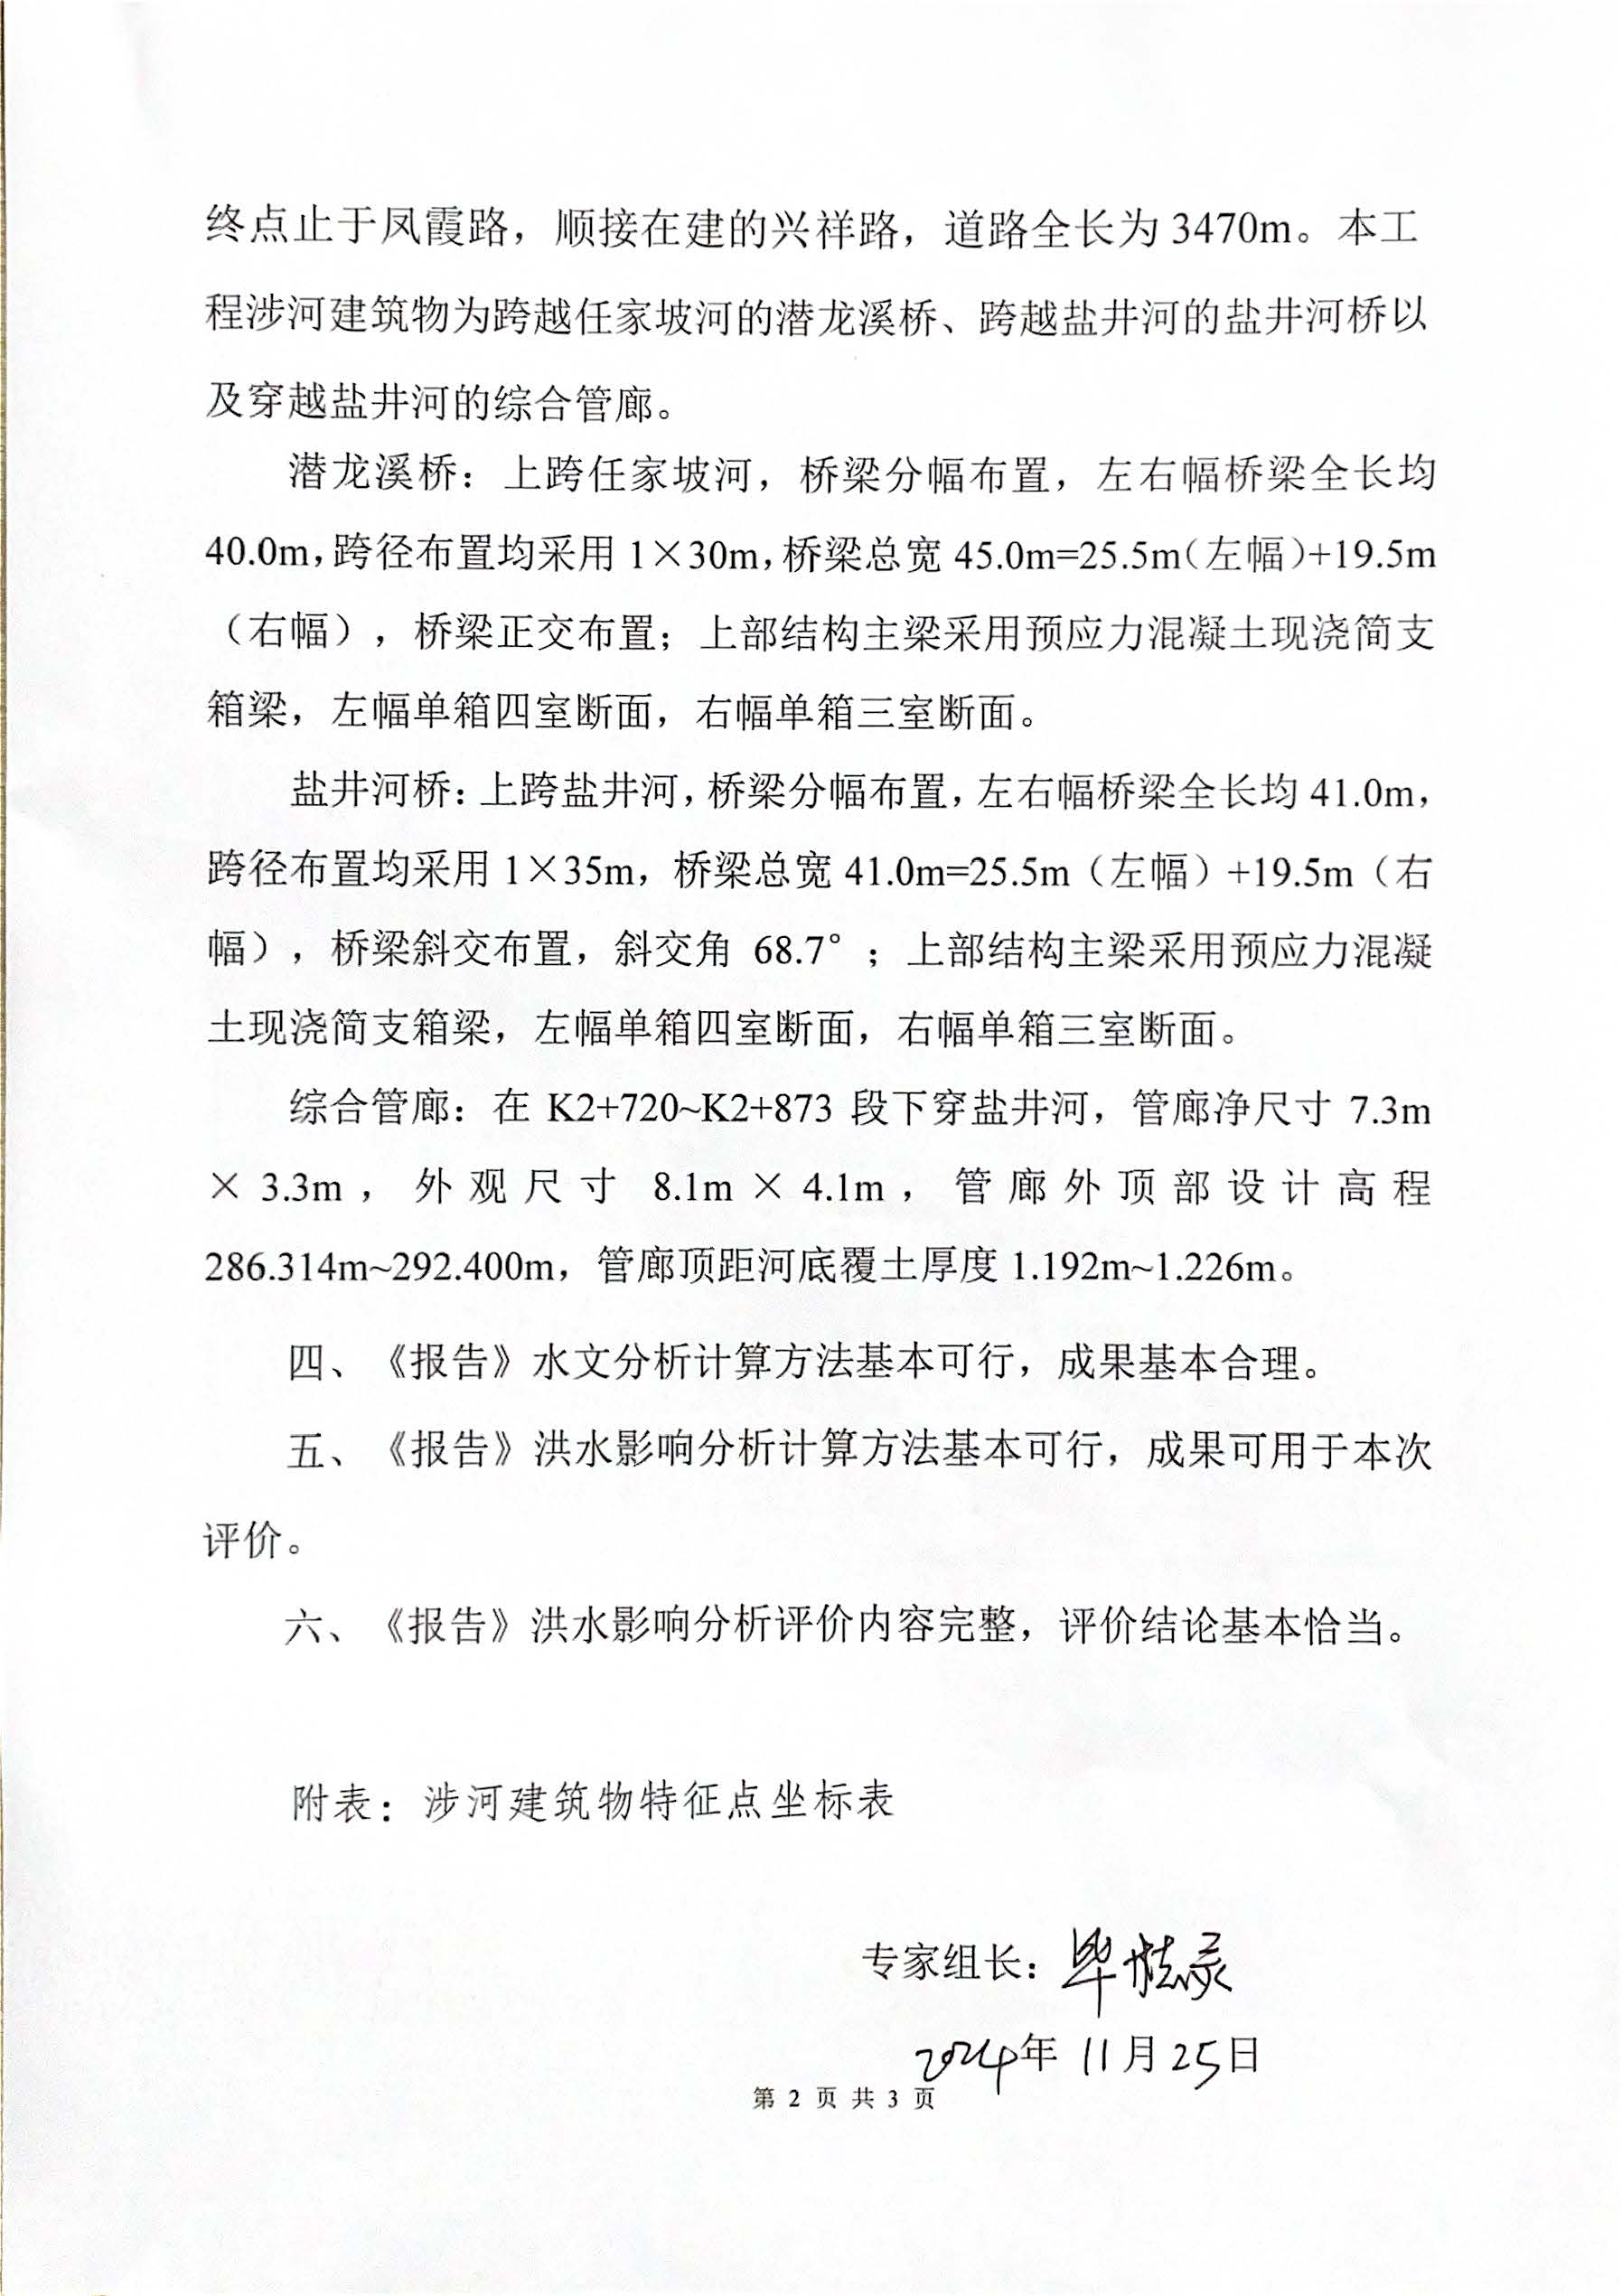 终点止于凤霞路，顺接在建的兴祥路，道路全长为 3470m。本工
程涉河建筑物为跨越任家坡河的潜龙溪桥、跨越盐井河的盐井河桥以
及穿越盐井河的综合管廊。
潜龙溪桥：上跨任家坡河，桥梁分幅布置，左右幅桥梁全长均
40.0m，跨径布置均采用 1×30m，桥梁总宽 45.0m=25.5m（左幅）+19.5m
（右幅），桥梁正交布置；上部结构主梁采用预应力混凝土现浇简支
箱梁，左幅单箱四室断面，右幅单箱三室断面。
盐井河桥：上跨盐井河，桥梁分幅布置，左右幅桥梁全长均 41.0m，
跨径布置均采用 1×35m，桥梁总宽 41.0m=25.5m（左幅）+19.5m（右
幅），桥梁斜交布置，斜交角 68.7°；上部结构主梁采用预应力混凝
土现浇简支箱梁，左幅单箱四室断面，右幅单箱三室断面。
综合管廊：在 K2+720~K2+873 段下穿盐井河，管廊净尺寸 7.3m
×3.3m，外观尺寸 8.1m×4.1m，管廊外顶部设计高程
286.314m~292.400m，管廊顶距河底覆土厚度 1.192m~1.226m。
四、《报告》水文分析计算方法基本可行，成果基本合理。
五、《报告》洪水影响分析计算方法基本可行，成果可用于本次
评价。
六、《报告》洪水影响分析评价内容完整，评价结论基本恰当。
附表：涉河建筑物特征点坐标表
专家组长：
2024年 11月 25日
第 2 页 共 3 页